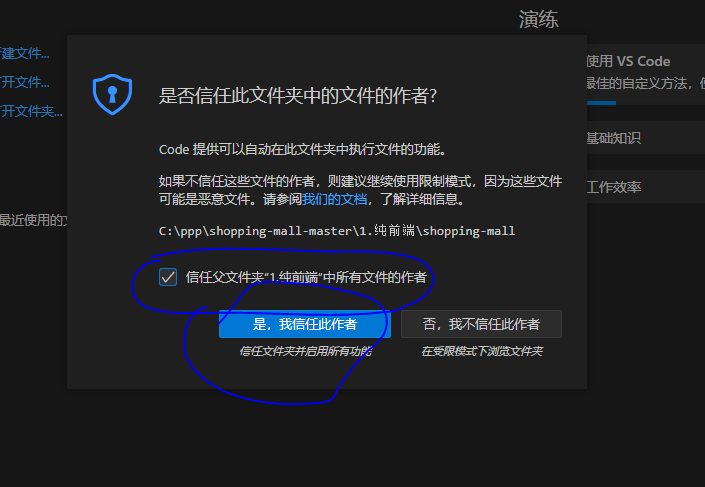 演练
建文件...
使用 VS Code
开文件...
最佳的自定义方法，
开文件夹...
是否信任此文件夹中的文件的作者?
基础知识
Code 提供可以自动在此文件夹中执行文件的功能。
如果不信任这些文件的作者，则建议继续使用限制模式，因为这些文件
可能是恶意文件。请参阅我们的文档，了解详细信息。
工作效率
最近使用的
C:\ppp\shopping-mall-master\1.纯前端\shopping-mall
信任父文件夹"1.纯前端"中所有文件的作者
是，我信任此作者
否，我不信任此作者
信任文件夹并启用所有功能
在受限模式下浏览文件夹